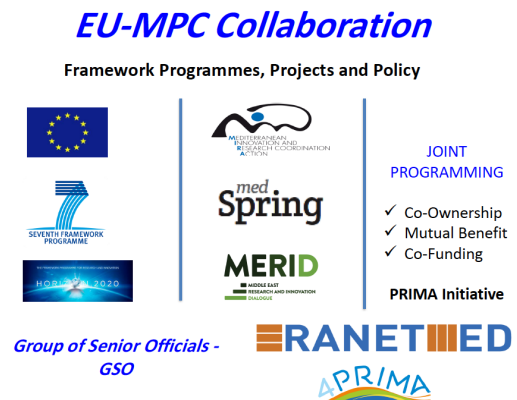 EU-MPC Collaboration
Framework Programmes, Projects and Policy
SEVENTH FRAMEWORK
PROGRAMME
HORIZON 2020
MEDITERRANEAN
INNOVATION AND
RESEARCH COORDINATION
ACTION
med
Spring
MERID
MIDDLE EAST
RESEARCH AND INNOVATION
DIALOGUE
JOINT
PROGRAMMING
✓ Co-Ownership
✓ Mutual Benefit
✓ Co-Funding
PRIMA Initiative
Group of Senior Officials -
GSO
ERANETMED
4PRIMA